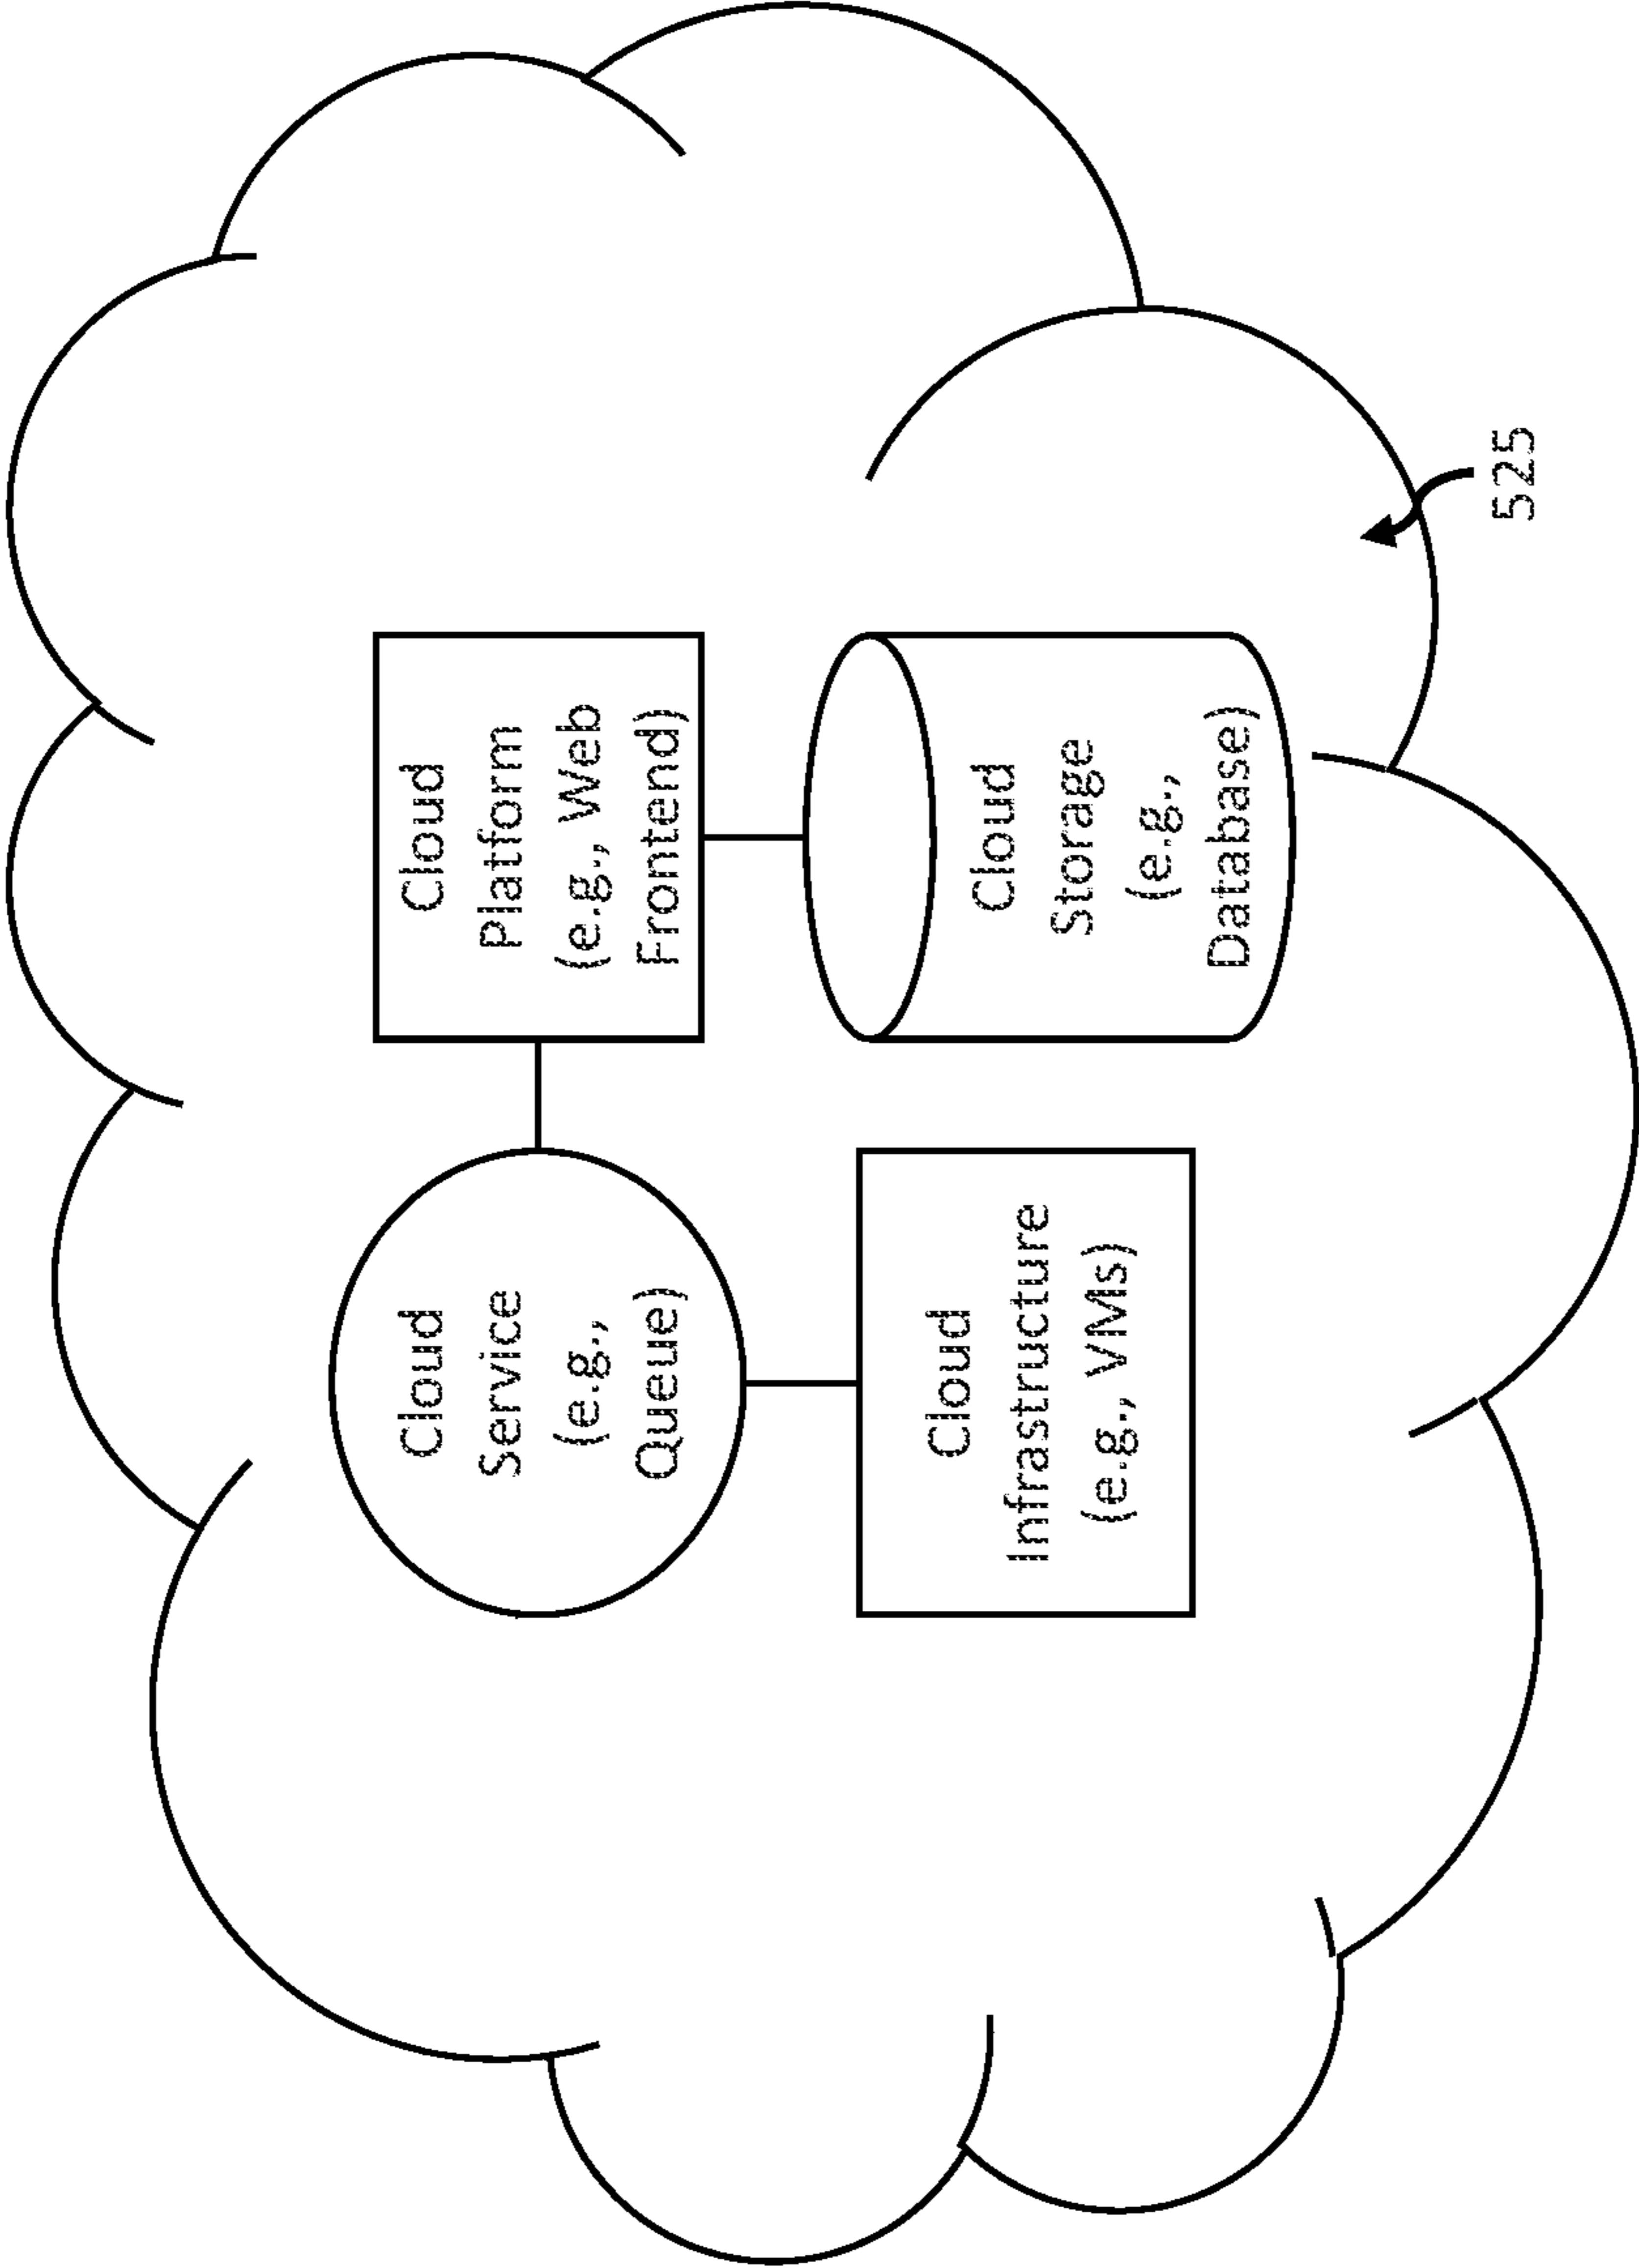 Cloud
Service
(e.g.,
Queue)
Cloud
Platform
(e.g., Web
Frontend)
Cloud
Infrastructure
(e.g., VMs)
Cloud
Storage
(e.g.,
Database)
525